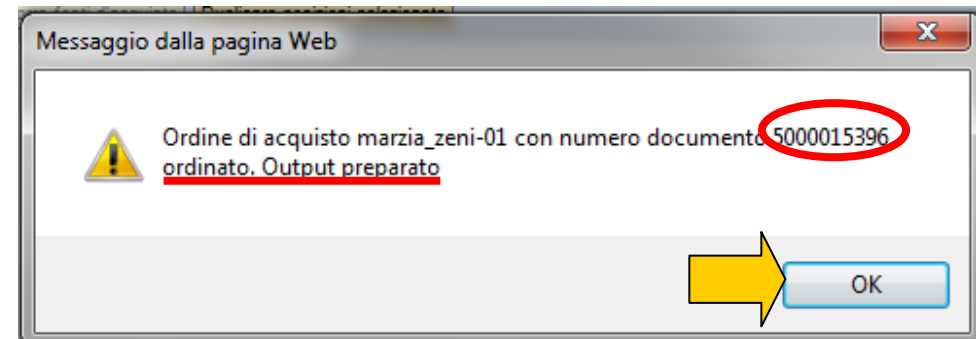 Messaggio dalla pagina Web
Ordine di acquisto marzia_zeni-01 con numero documento 5000015396
ordinato. Output preparato
OK